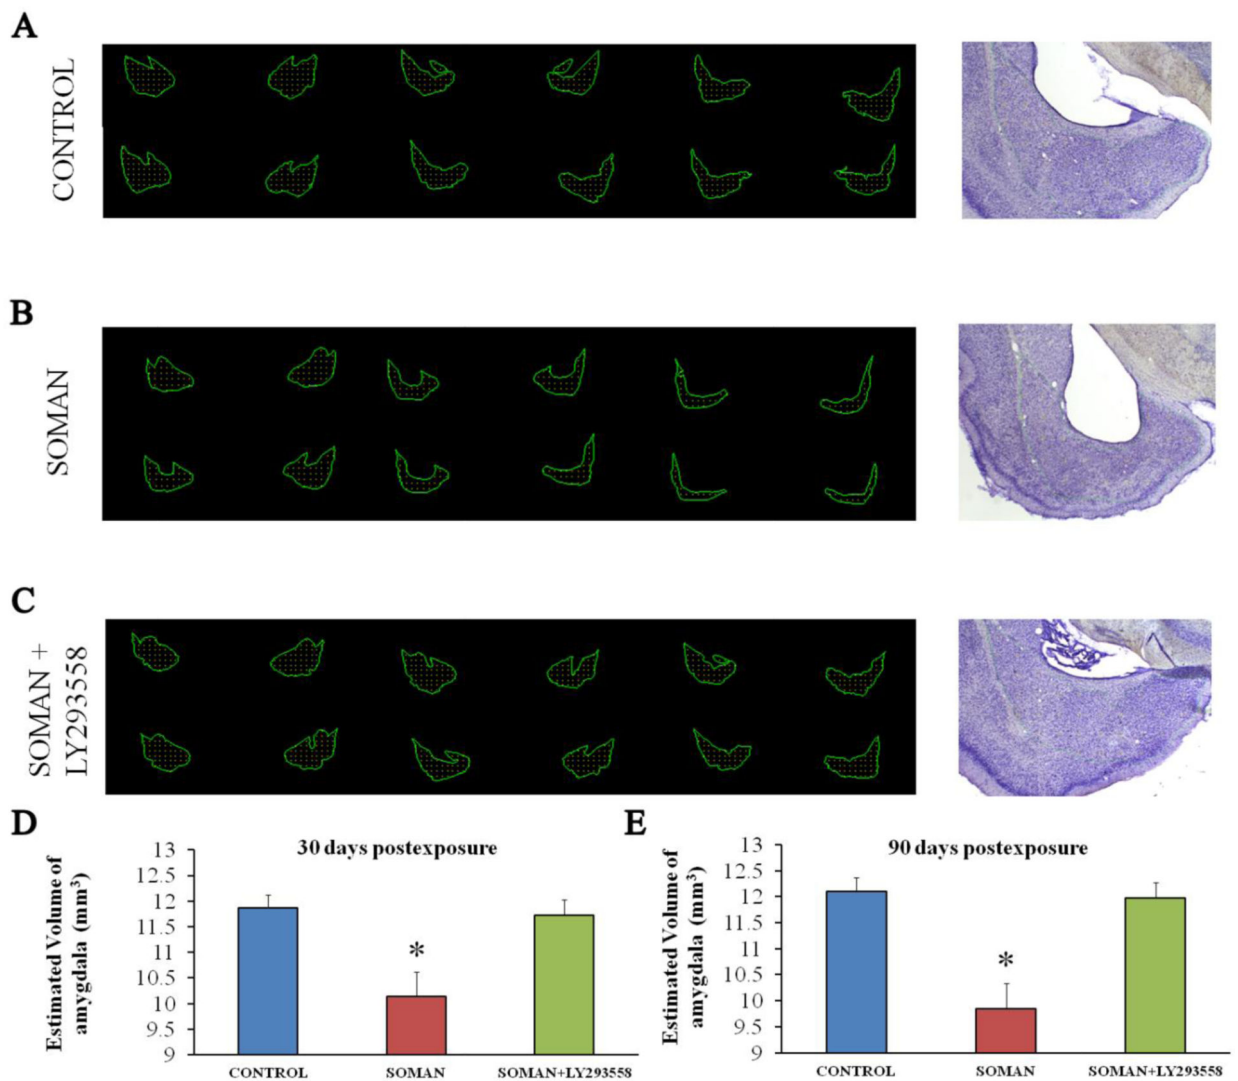 A
CONTROL
B
SOMAN
C
SOMAN +
LY293558
D
30 days postexposure
Estimated Volume of
amygdala (mm³)
13
12.5
12
11.5
11
10.5
10
9.5
9
*
CONTROL
SOMAN
SOMAN+LY293558
E
90 days postexposure
Estimated Volume of
amygdala (mm³)
13
12.5
12
11.5
11
10.5
10
9.5
9
*
CONTROL
SOMAN
SOMAN+LY293558